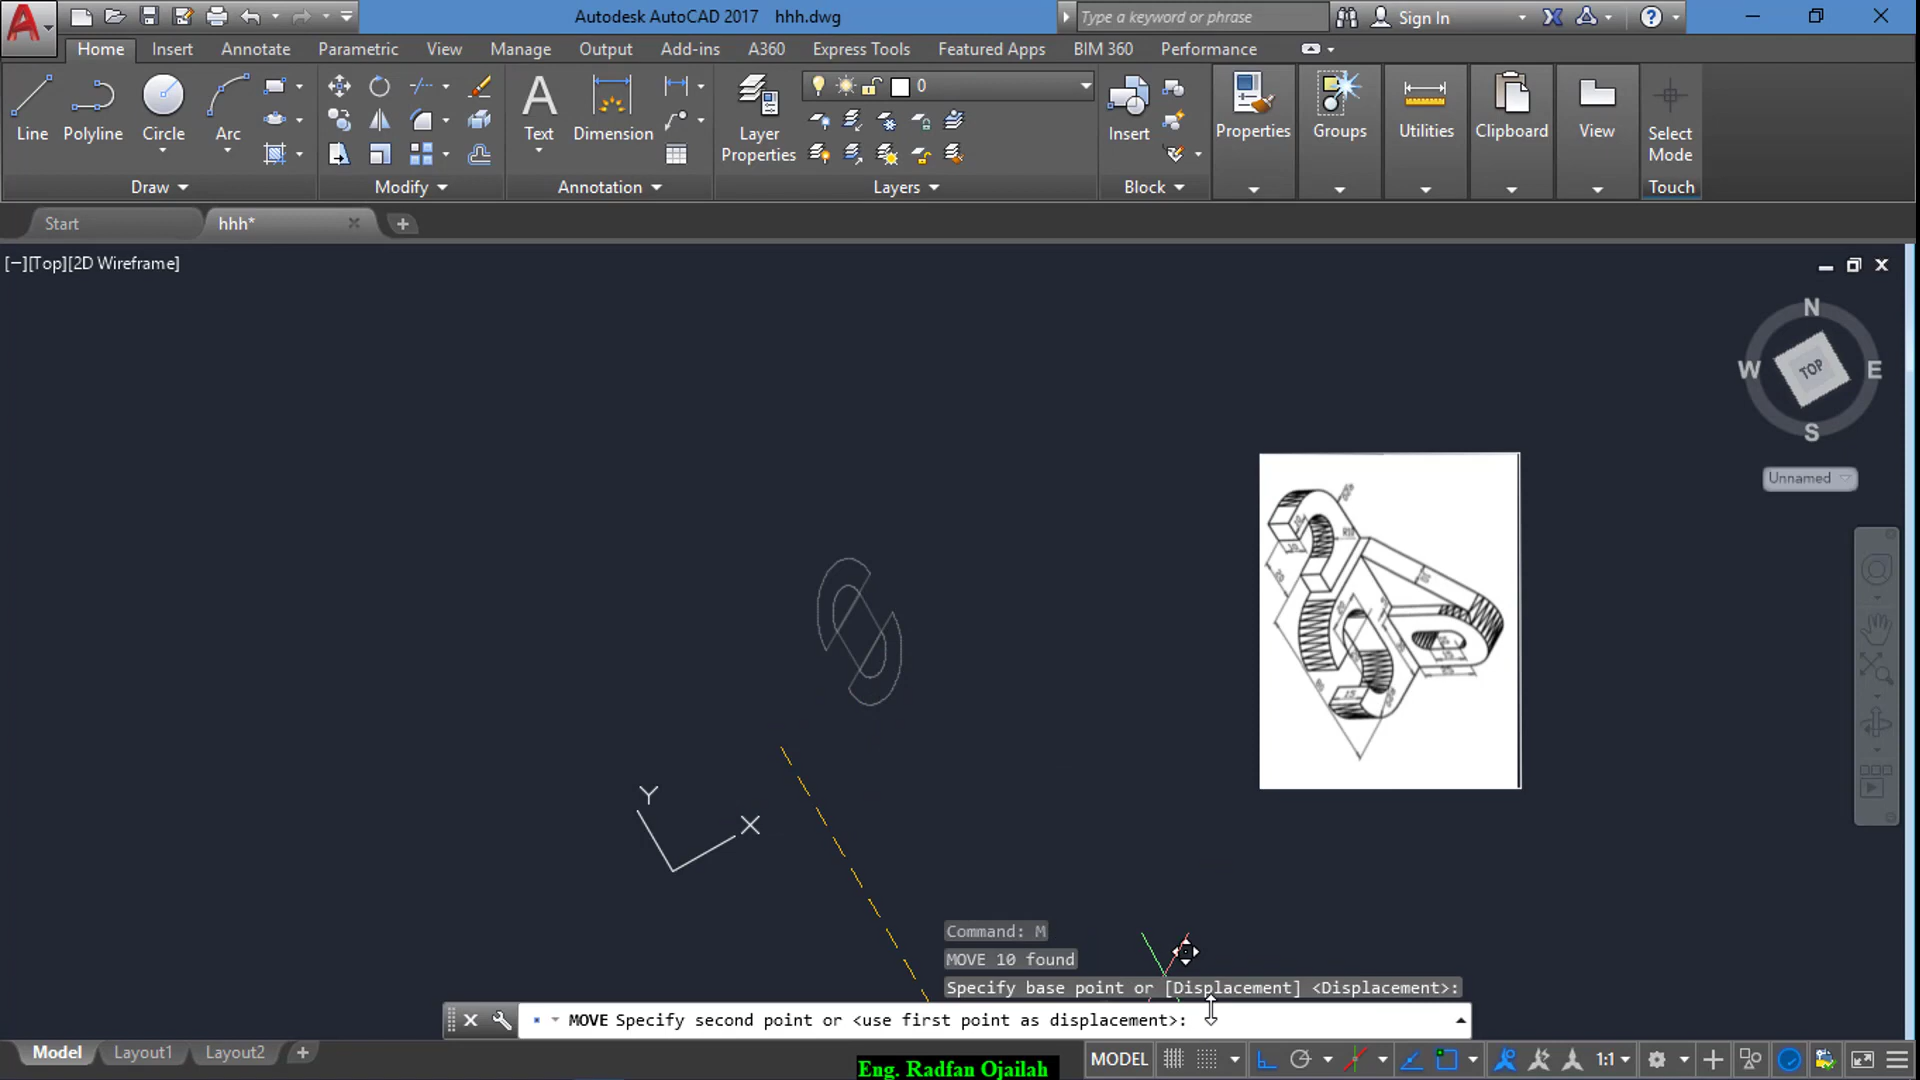 Autodesk AutoCAD 2017 hhh.dwg
Type a keyword or phrase
Sign In
Home Insert Annotate Parametric View Manage Output Add-ins A360 Express Tools Featured Apps BIM 360 Performance
0
Line Polyline Circle Arc Text Dimension Layer Properties Insert Properties Groups Utilities Clipboard View Select Mode
Draw Modify Annotation Layers Block Touch
Start hhh*
[−][Top][2D Wireframe]
N
W TOP E
S
Unnamed
Y
X
Command: M
MOVE 10 found
Specify base point or [Displacement] <Displacement>:
MOVE Specify second point or <use first point as displacement>:
Model Layout1 Layout2
MODEL 1:1
Eng. Radfan Ojailah